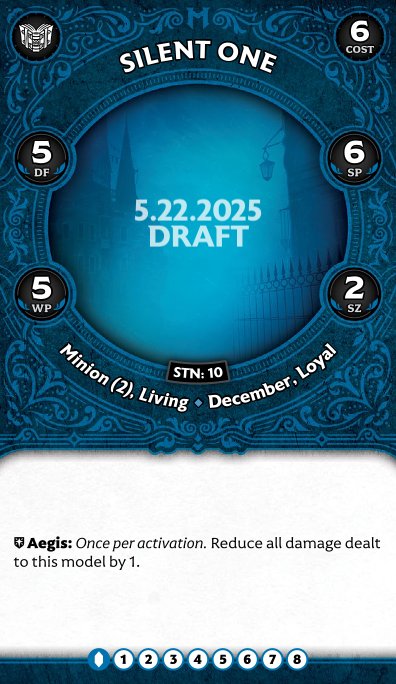 SILENT ONE
6
COST
5
DF
6
SP
5.22.2025
DRAFT
5
WP
2
SZ
STN: 10
Minion (2), Living ◆ December, Loyal
Aegis: Once per activation. Reduce all damage dealt
to this model by 1.
1 2 3 4 5 6 7 8